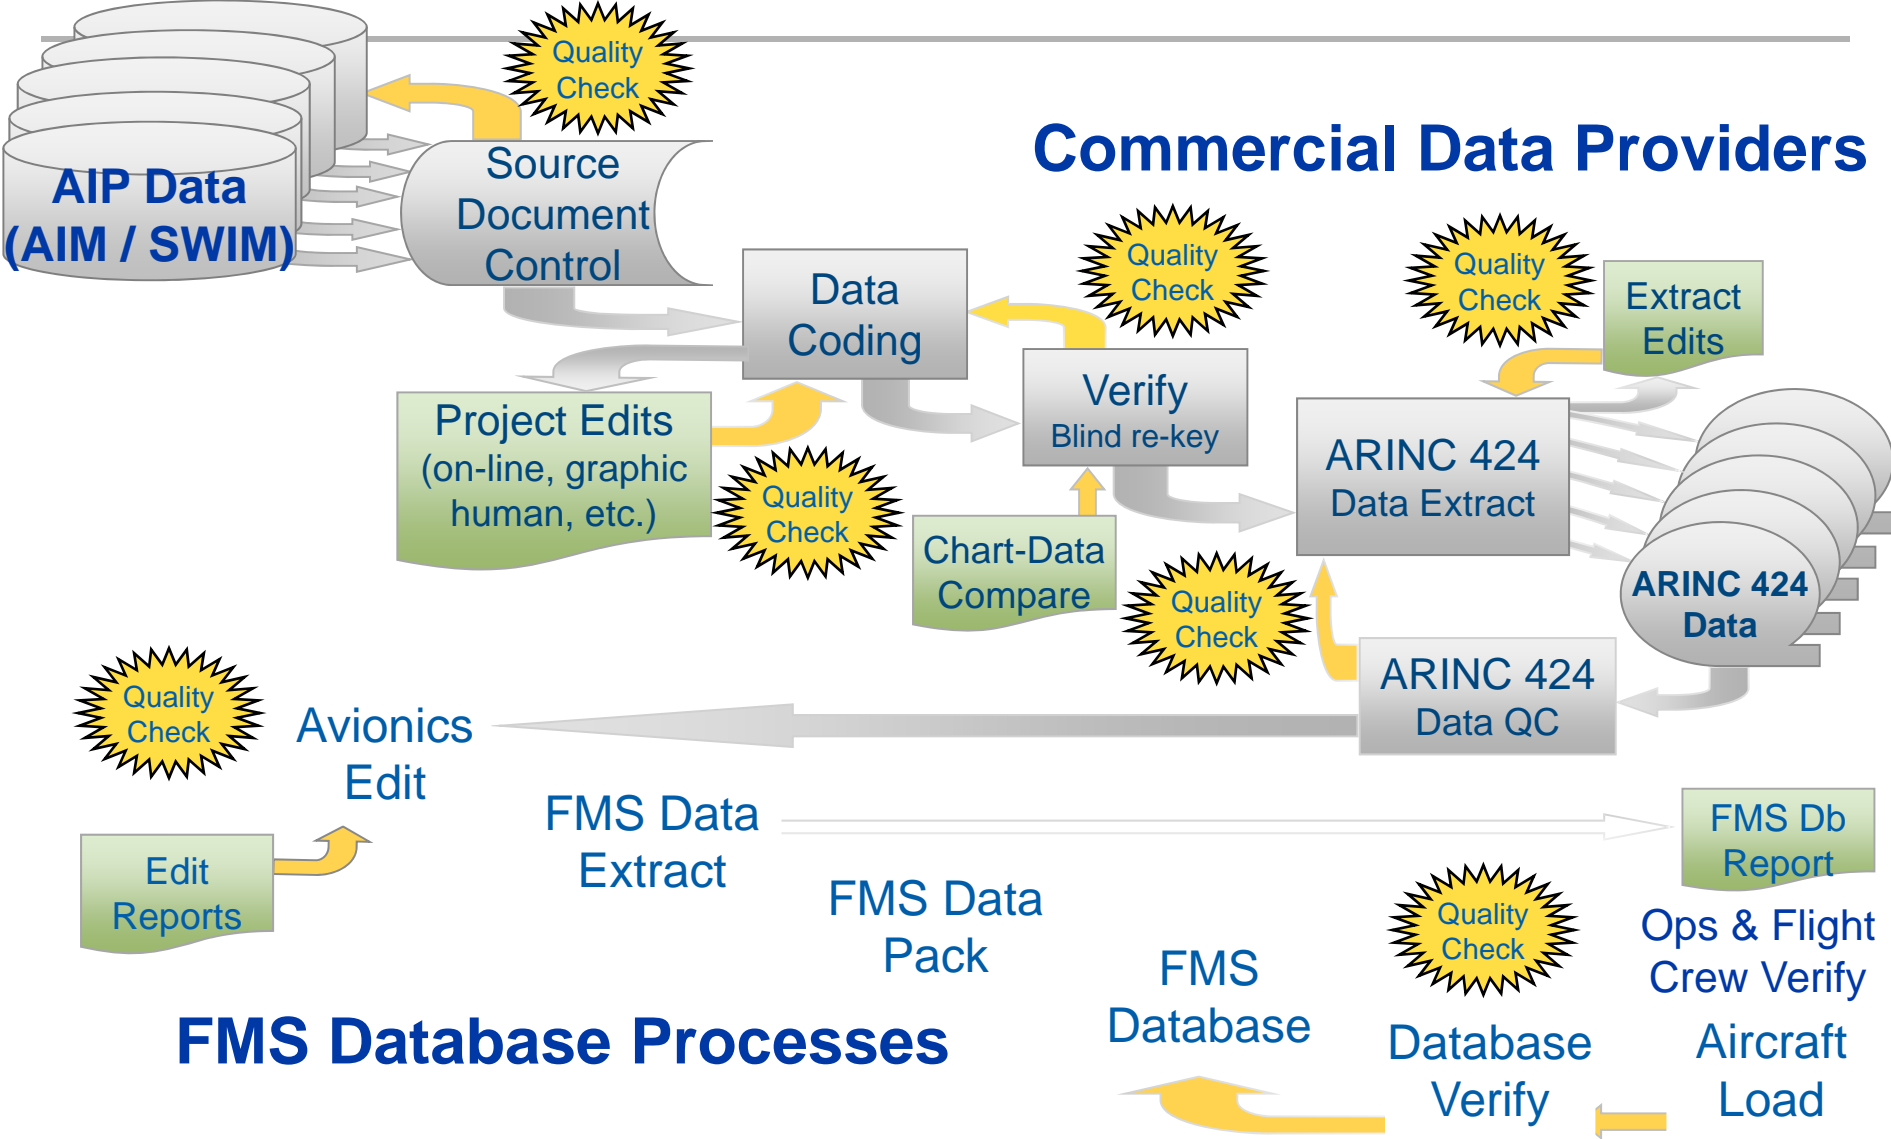 Quality
Check
Commercial Data Providers
AIP Data
(AIM / SWIM)
Source
Document
Control
Data
Coding
Quality
Check
Quality
Check
Extract
Edits
Verify
Blind re-key
Project Edits
(on-line, graphic
human, etc.)
Quality
Check
ARINC 424
Data Extract
Chart-Data
Compare
Quality
Check
ARINC 424
Data
ARINC 424
Data QC
Quality
Check
Avionics
Edit
Edit
Reports
FMS Data
Extract
FMS Db
Report
FMS Data
Pack
Quality
Check
Ops & Flight
Crew Verify
FMS
Database
FMS Database Processes
Database
Verify
Aircraft
Load